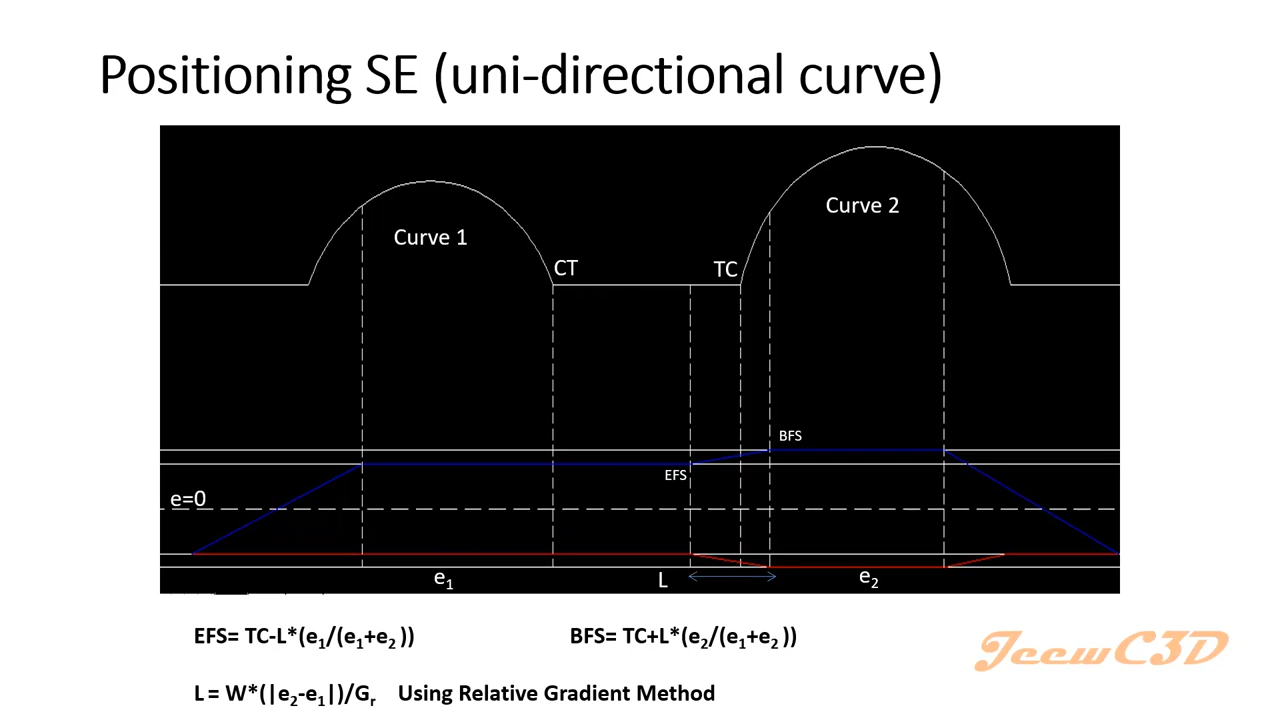 Positioning SE (uni-directional curve)
Curve 1
Curve 2
CT
TC
BFS
EFS
e=0
e₁
L
e₂
EFS= TC-L*(e₁/(e₁+e₂ ))
BFS= TC+L*(e₂/(e₁+e₂ ))
L = W*(|e₂-e₁|)/Gᵣ Using Relative Gradient Method
JeewC3D